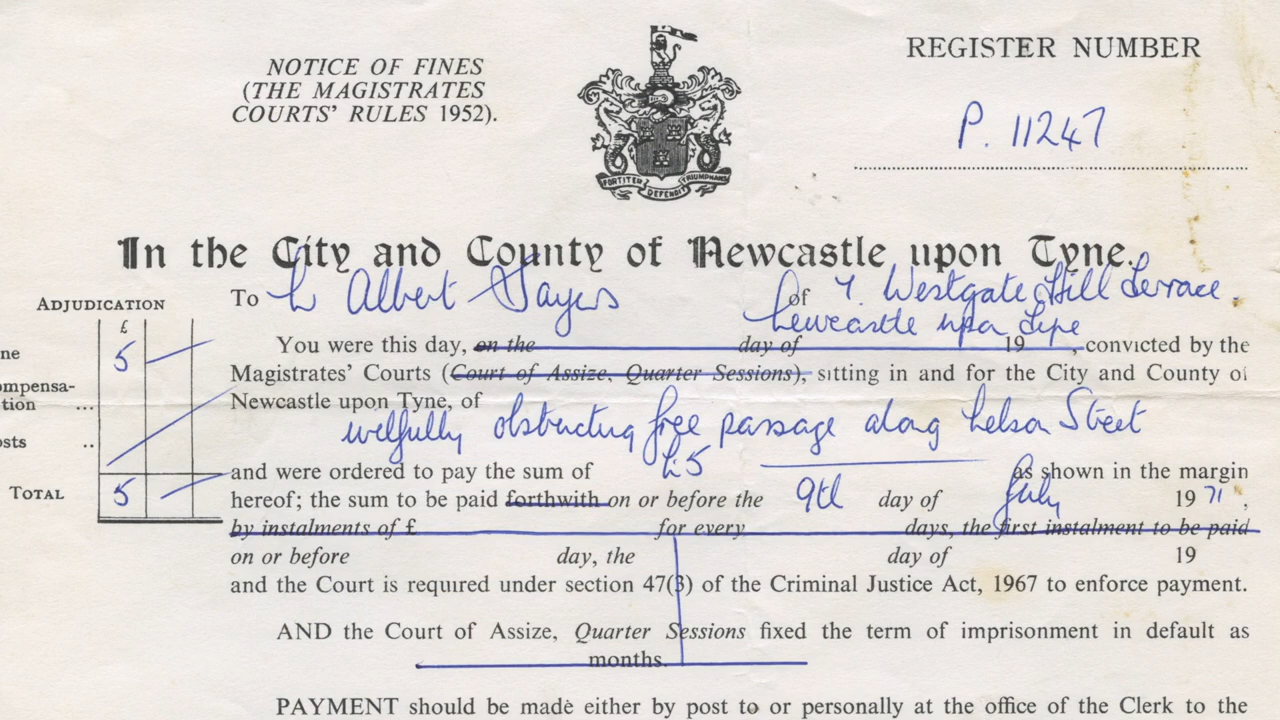 NOTICE OF FINES
(THE MAGISTRATES
COURTS' RULES 1952).
FORTITER DEFENDIT TRIUMPHANS
REGISTER NUMBER
P. 11247
In the City and County of Newcastle upon Tyne.
To Albert Sayers of 7. Westgate Hill Terrace.
Newcastle upon Tyne
ADJUDICATION
£
ne 5
ompensa-
tion ...
osts ..
TOTAL 5
You were this day, on the day of 19 , convicted by the
Magistrates' Courts (Court of Assize, Quarter Sessions), sitting in and for the City and County of
Newcastle upon Tyne, of
wilfully obstructing free passage along Nelson Street
and were ordered to pay the sum of £5 as shown in the margin
hereof; the sum to be paid forthwith on or before the 9th day of July 1971,
by instalments of £ for every days, the first instalment to be paid
on or before day, the day of 19
and the Court is required under section 47(3) of the Criminal Justice Act, 1967 to enforce payment.
AND the Court of Assize, Quarter Sessions fixed the term of imprisonment in default as
months.
PAYMENT should be made either by post to or personally at the office of the Clerk to the